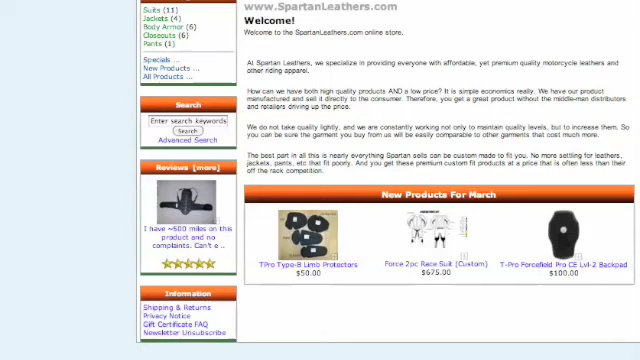 www.SpartanLeathers.com
Suits (11)
Jackets (4)
Body Armor (6)
Closeouts (6)
Pants (1)
Specials ...
New Products ...
All Products ...
Search
Enter search keywords
Search
Advanced Search
Reviews [more]
I have ~500 miles on this
product and no
complaints. Can't e ..
Information
Shipping & Returns
Privacy Notice
Gift Certificate FAQ
Newsletter Unsubscribe
Welcome!
Welcome to the SpartanLeathers.com online store.
At Spartan Leathers, we specialize in providing everyone with affordable, yet premium quality motorcycle leathers and
other riding apparel.
How can we have both high quality products AND a low price? It is simple economics really. We have our product
manufactured and sell it directly to the consumer. Therefore, you get a great product without the middle-man distributors
and retailers driving up the price.
We do not take quality lightly, and we are constantly working not only to maintain quality levels, but to increase them. So
you can be sure the garment you buy from us will be easily comparable to other garments that cost much more.
The best part in all this is nearly everything Spartan sells can be custom made to fit you. No more settling for leathers,
jackets, pants, etc that fit poorly. And you get these premium custom fit products at a price that is often less than their
off the rack competition.
New Products For March
TPro Type-B Limb Protectors
$50.00
Force 2pc Race Suit (Custom)
$675.00
T-Pro Forcefield Pro CE Lvl-2 Backpad
$100.00